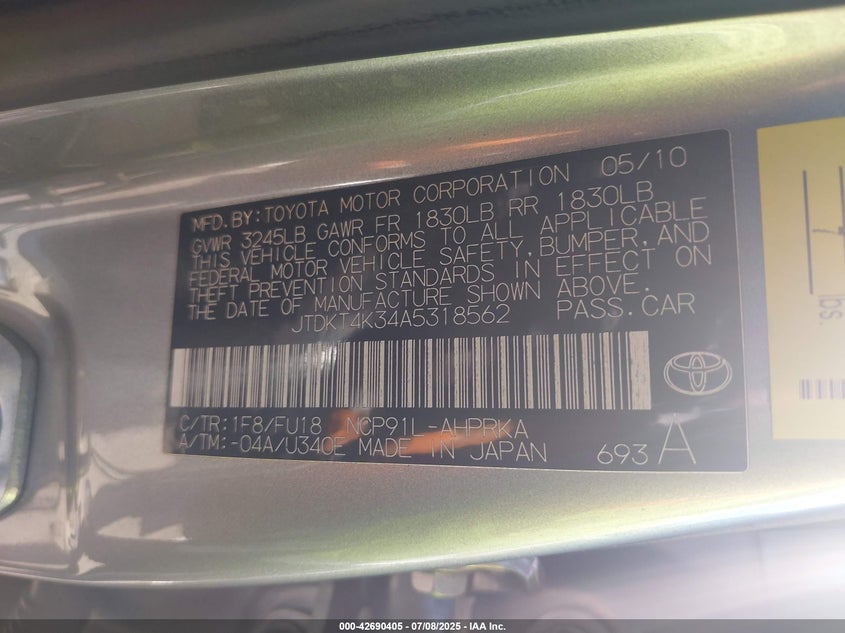 MFD.BY:TOYOTA MOTOR CORPORATION 05/10
GVWR 3245LB GAWR FR 1830LB RR 1830LB
THIS VEHICLE CONFORMS TO ALL APPLICABLE
FEDERAL MOTOR VEHICLE SAFETY, BUMPER, AND
THEFT PREVENTION STANDARDS IN EFFECT ON
THE DATE OF MANUFACTURE SHOWN ABOVE.
JTDKT4K34A5318562 PASS.CAR
C/TR:1F8/FU18 NCP91L-AHPRKA
A/TM:-04A/U340E MADE IN JAPAN 693 A
lbs.
000-42690405 - 07/08/2025 - IAA Inc.